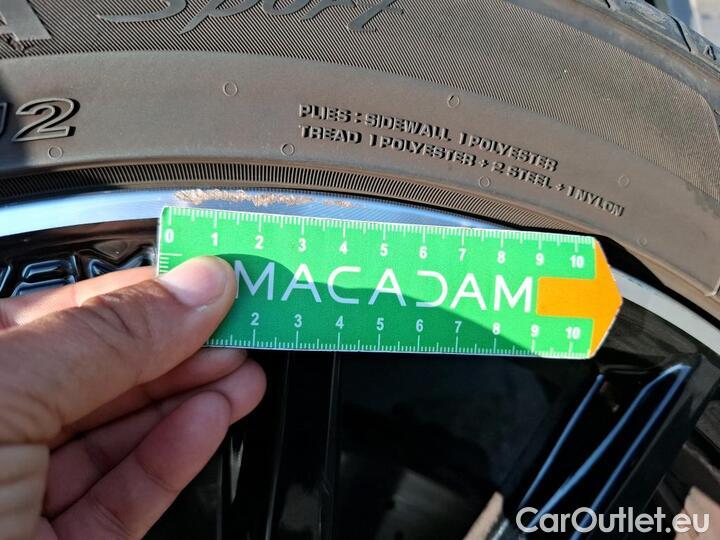 Sport
02
PLIES : SIDEWALL 1 POLYESTER
TREAD 1 POLYESTER + 2 STEEL + 1 NYLON
0 1 2 3 4 5 6 7 8 9 10
MACADAM
2 3 4 5 6 7 8 9 10
CarOutlet.eu